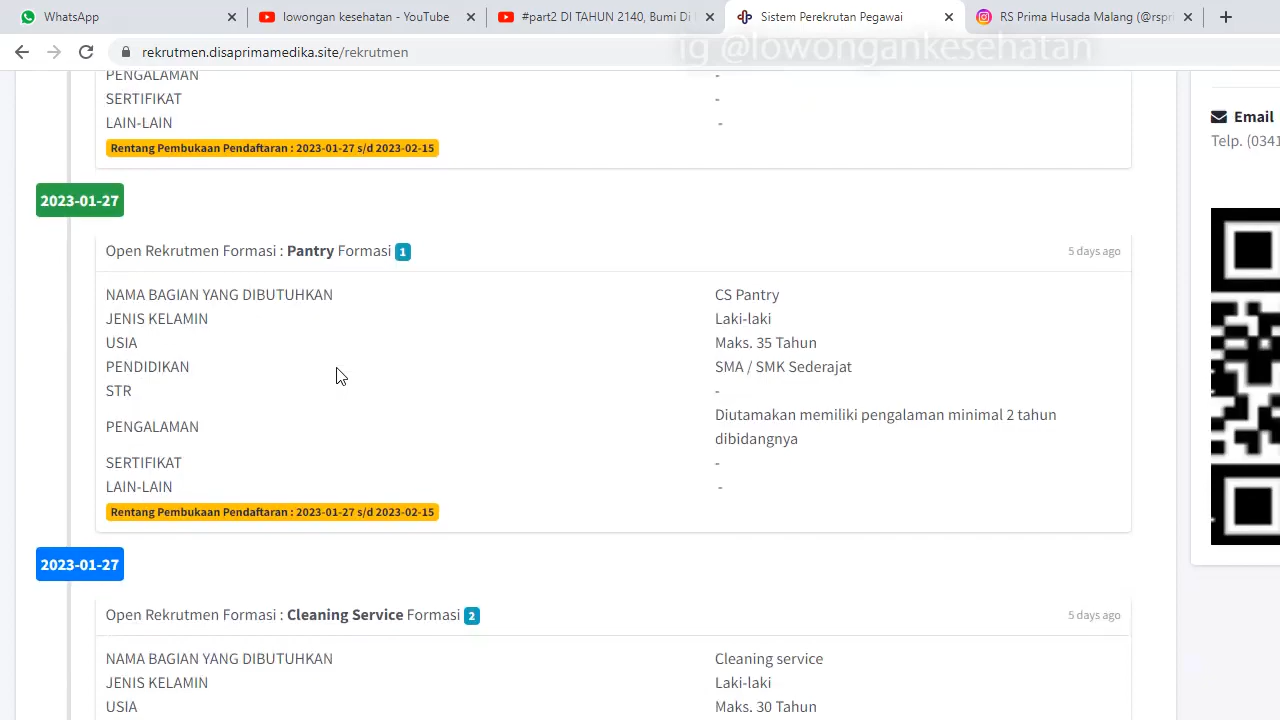 WhatsApp
lowongan kesehatan - YouTube
#part2 DI TAHUN 2140, Bumi Di
Sistem Perekrutan Pegawai
RS Prima Husada Malang (@rspri
rekrutmen.disaprimamedika.site/rekrutmen
ig @lowongankesehatan
PENGALAMAN -
SERTIFIKAT -
LAIN-LAIN -
Rentang Pembukaan Pendaftaran : 2023-01-27 s/d 2023-02-15
Email
Telp. (0341
2023-01-27
Open Rekrutmen Formasi : Pantry Formasi 1 5 days ago
NAMA BAGIAN YANG DIBUTUHKAN CS Pantry
JENIS KELAMIN Laki-laki
USIA Maks. 35 Tahun
PENDIDIKAN SMA / SMK Sederajat
STR -
PENGALAMAN Diutamakan memiliki pengalaman minimal 2 tahun
dibidangnya
SERTIFIKAT -
LAIN-LAIN -
Rentang Pembukaan Pendaftaran : 2023-01-27 s/d 2023-02-15
2023-01-27
Open Rekrutmen Formasi : Cleaning Service Formasi 2 5 days ago
NAMA BAGIAN YANG DIBUTUHKAN Cleaning service
JENIS KELAMIN Laki-laki
USIA Maks. 30 Tahun